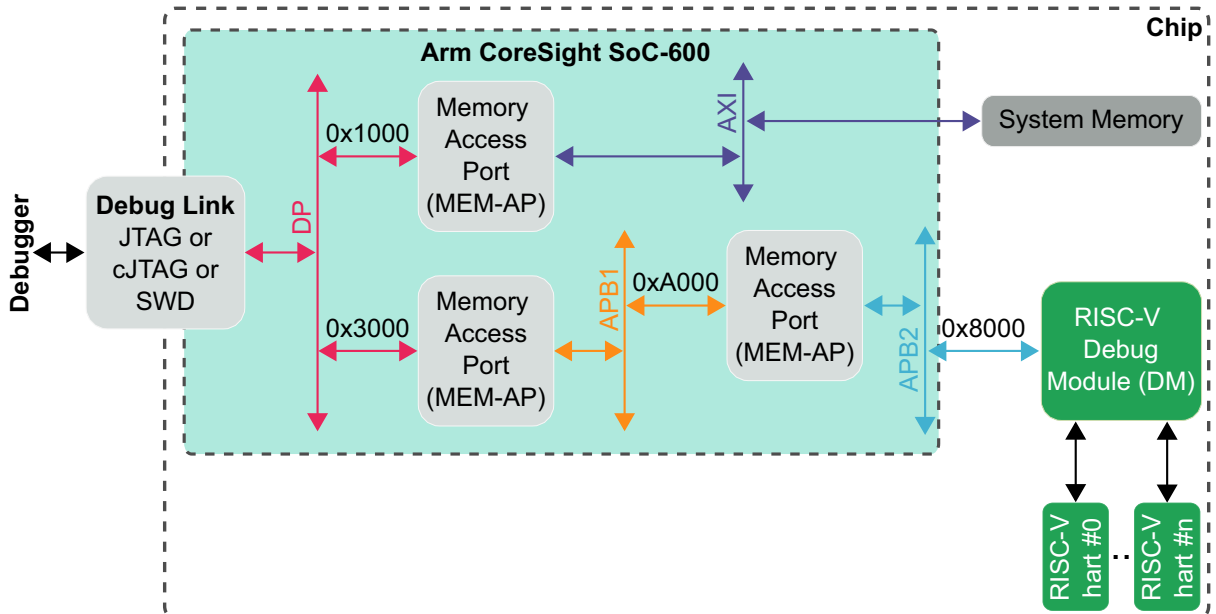 Chip
Arm CoreSight SoC-600
Memory
Access
Port
(MEM-AP)
0x1000
AXI
System Memory
Debugger
Debug Link
JTAG or
cJTAG or
SWD
DP
0x3000
Memory
Access
Port
(MEM-AP)
APB1
0xA000
Memory
Access
Port
(MEM-AP)
APB2
0x8000
RISC-V
Debug
Module (DM)
RISC-V
hart #0
..
RISC-V
hart #n